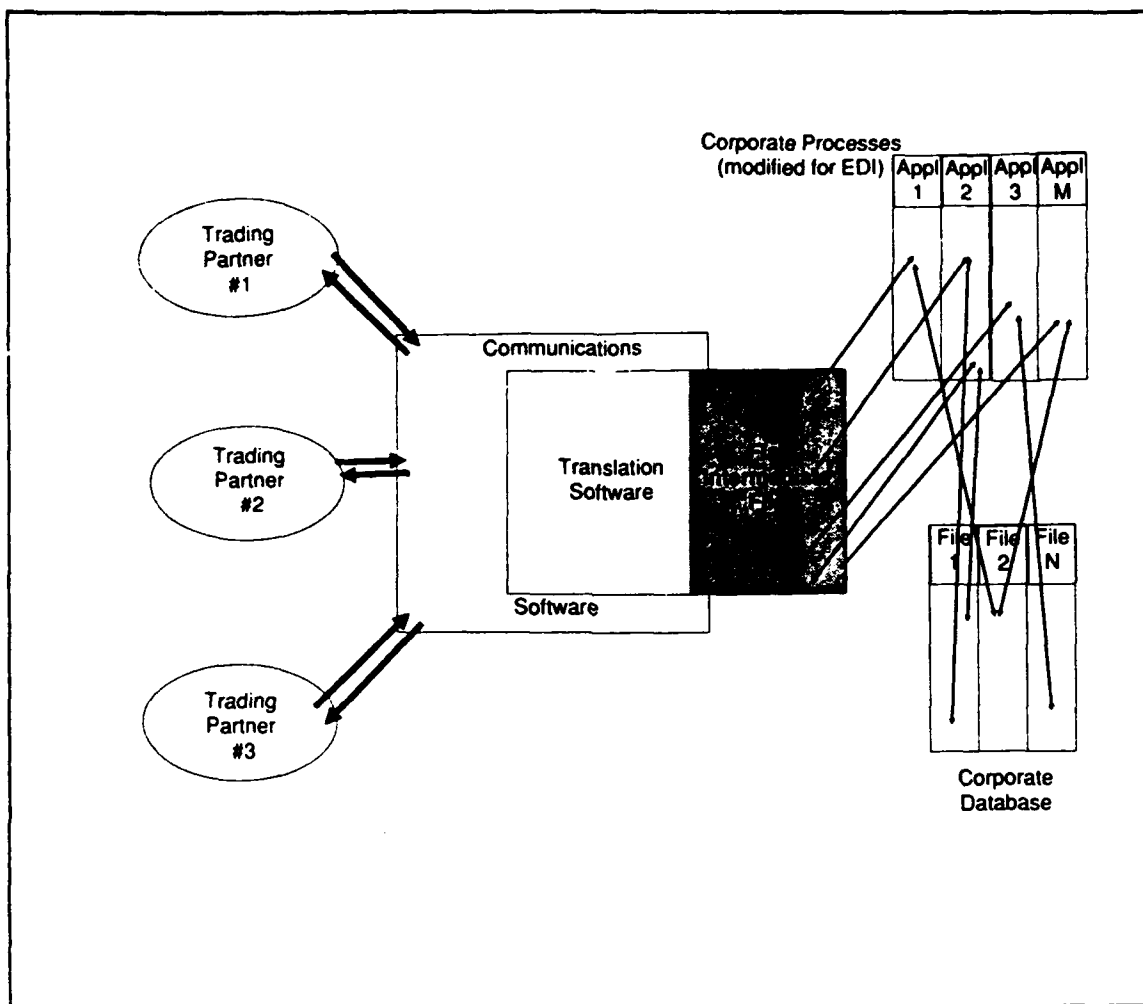 Corporate Processes
(modified for EDI)
Appl
1
Appl
2
Appl
3
Appl
M
Trading
Partner
#1
Communications
Trading
Partner
#2
Translation
Software
Software
File
1
File
2
File
N
Trading
Partner
#3
Corporate
Database